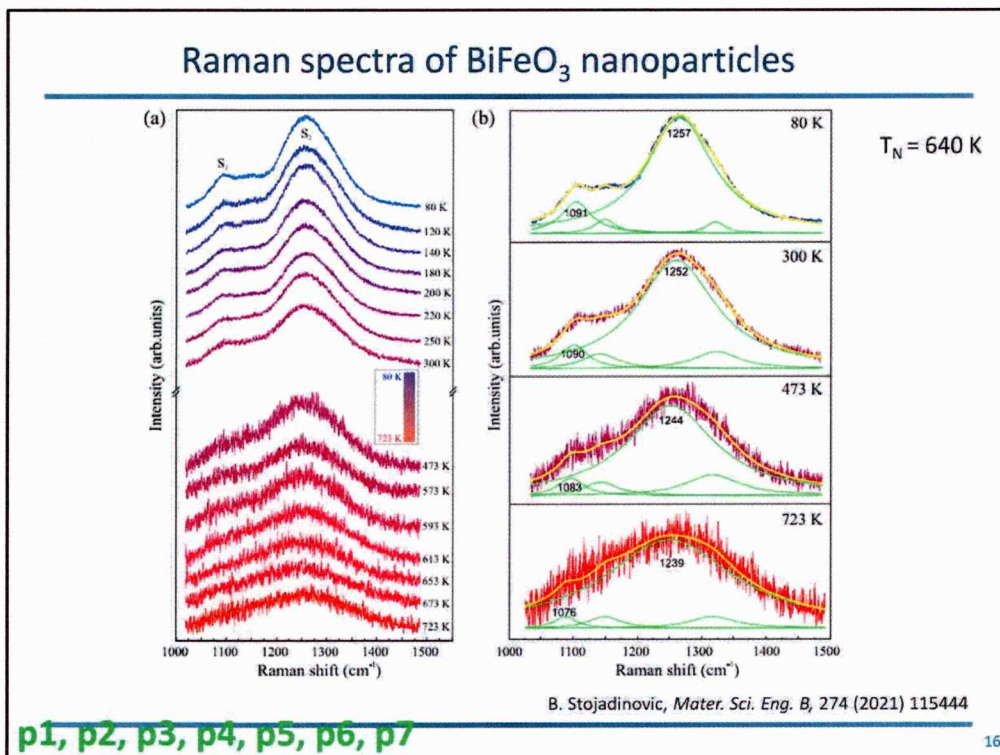 Raman spectra of BiFeO₃ nanoparticles
(a)
S₁
S₂
80 K
120 K
140 K
180 K
200 K
220 K
250 K
300 K
80 K
723 K
473 K
573 K
593 K
613 K
653 K
673 K
723 K
Intensity (arb.units)
1000 1100 1200 1300 1400 1500
Raman shift (cm⁻¹)
(b)
80 K
1257
1091
300 K
1252
1090
473 K
1244
1083
723 K
1239
1076
Intensity (arb.units)
1000 1100 1200 1300 1400 1500
Raman shift (cm⁻¹)
T_N = 640 K
B. Stojadinovic, Mater. Sci. Eng. B, 274 (2021) 115444
p1, p2, p3, p4, p5, p6, p7
16